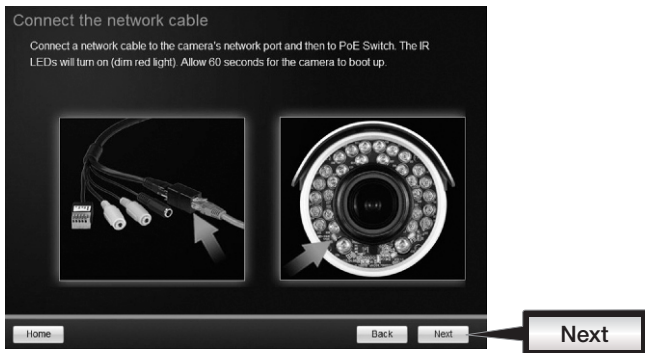 Connect the network cable
Connect a network cable to the camera's network port and then to PoE Switch. The IR
LEDs will turn on (dim red light). Allow 60 seconds for the camera to boot up.
Home
Back
Next
Next